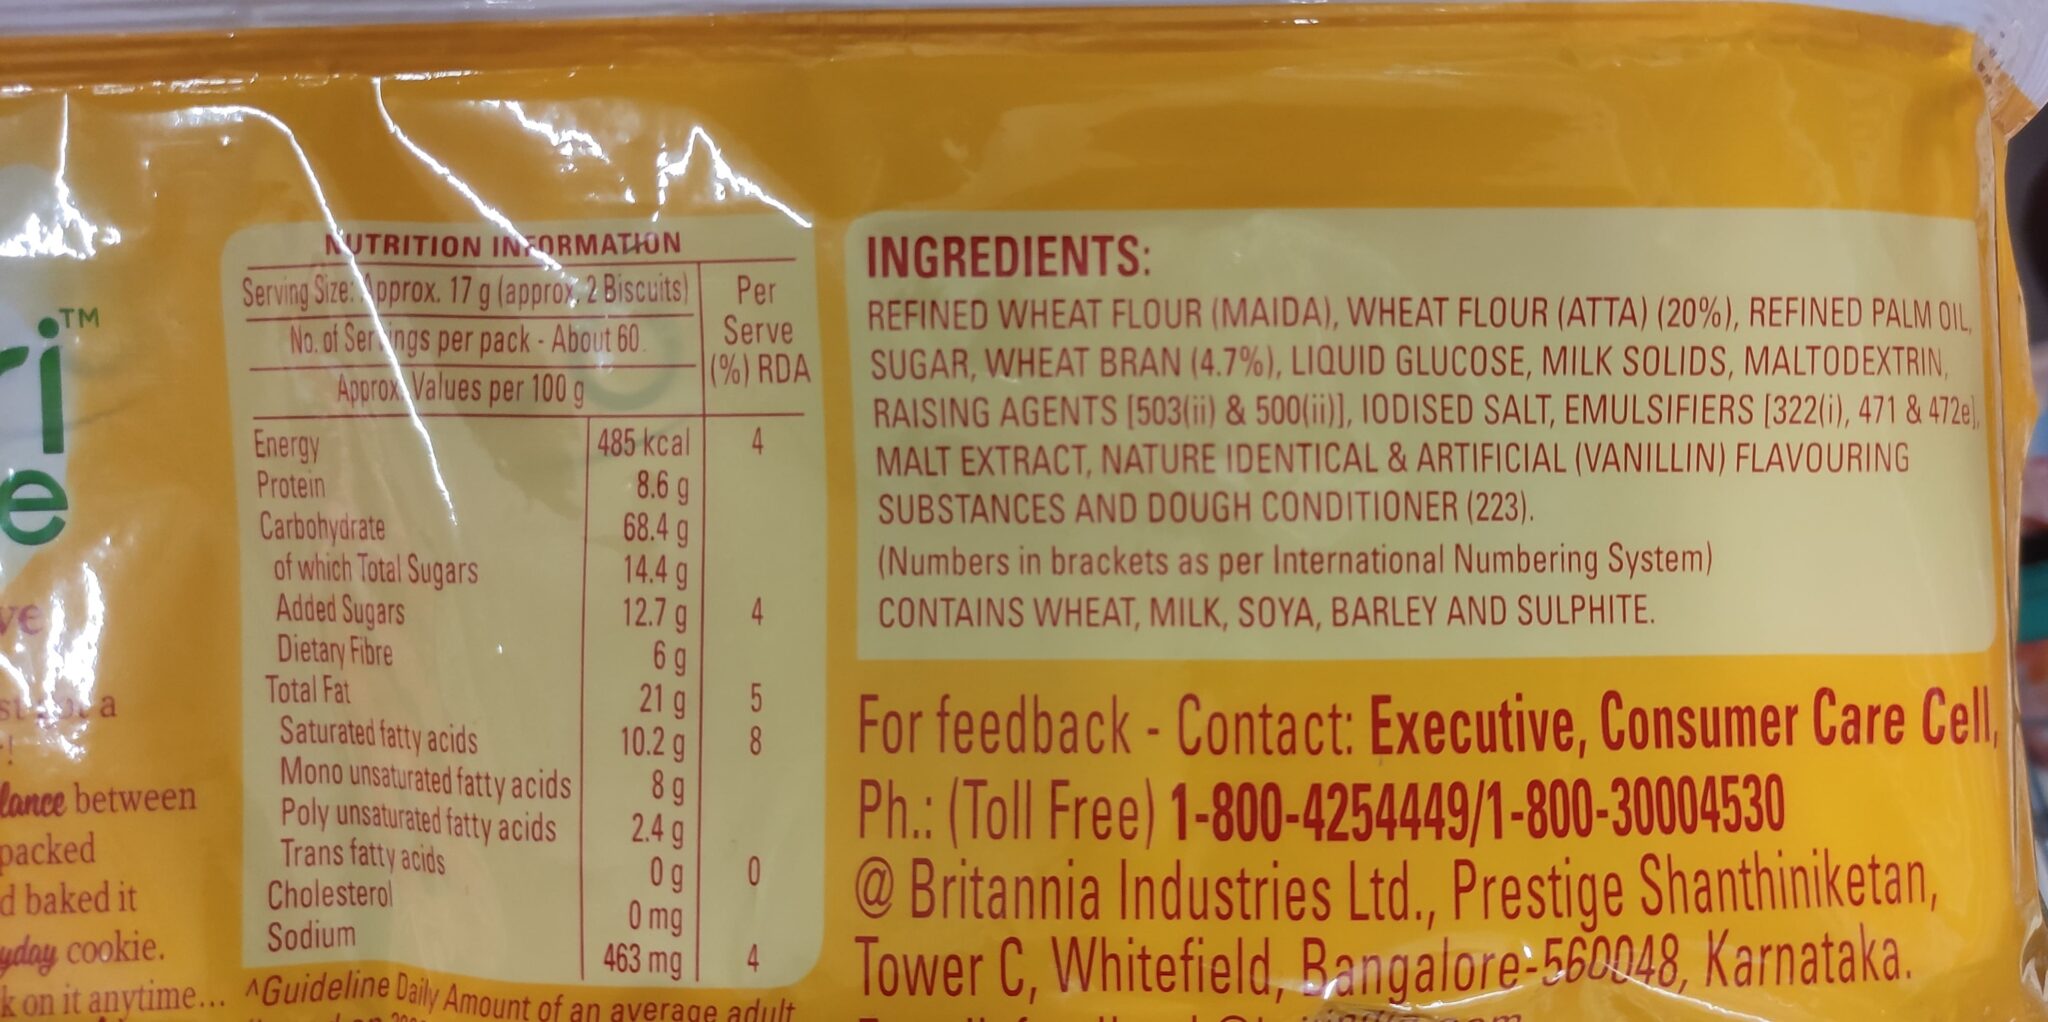 ri™
e
ve
a
!
lance between
packed
d baked it
yday cookie.
k on it anytime...
NUTRITION INFORMATION
Serving Size: Approx. 17 g (approx. 2 Biscuits)
No. of Servings per pack - About 60
Approx. Values per 100 g
Per
Serve
(%) RDA
Energy 485 kcal 4
Protein 8.6 g
Carbohydrate 68.4 g
of which Total Sugars 14.4 g
Added Sugars 12.7 g 4
Dietary Fibre 6 g
Total Fat 21 g 5
Saturated fatty acids 10.2 g 8
Mono unsaturated fatty acids 8 g
Poly unsaturated fatty acids 2.4 g
Trans fatty acids 0 g 0
Cholesterol 0 mg
Sodium 463 mg 4
^Guideline Daily Amount of an average adult
INGREDIENTS:
REFINED WHEAT FLOUR (MAIDA), WHEAT FLOUR (ATTA) (20%), REFINED PALM OIL,
SUGAR, WHEAT BRAN (4.7%), LIQUID GLUCOSE, MILK SOLIDS, MALTODEXTRIN,
RAISING AGENTS [503(ii) & 500(ii)], IODISED SALT, EMULSIFIERS [322(i), 471 & 472e],
MALT EXTRACT, NATURE IDENTICAL & ARTIFICIAL (VANILLIN) FLAVOURING
SUBSTANCES AND DOUGH CONDITIONER (223).
(Numbers in brackets as per International Numbering System)
CONTAINS WHEAT, MILK, SOYA, BARLEY AND SULPHITE.
For feedback - Contact: Executive, Consumer Care Cell,
Ph.: (Toll Free) 1-800-4254449/1-800-30004530
@ Britannia Industries Ltd., Prestige Shanthiniketan,
Tower C, Whitefield, Bangalore-560048, Karnataka.